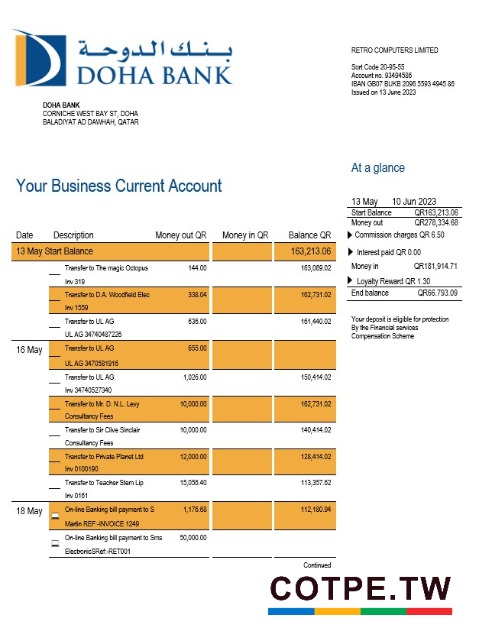 بنك الدوحة
DOHA BANK
RETRO COMPUTERS LIMITED
Sort Code 20-95-55
Account no. 93494585
IBAN GB07 BUKB 2096 5593 4945 85
Issued on 13 June 2023
DOHA BANK
CORNICHE WEST BAY ST, DOHA
BALADIYAT AD DAWHAH, QATAR
At a glance
Your Business Current Account
13 May 10 Jun 2023
Start Balance QR163,213.06
Money out QR278,334.68
Commission charges QR 6.50
Interest paid QR 0.00
Money in QR181,914.71
Loyalty Reward QR 1.30
End balance QR66.793.09
Your deposit is eligible for protection
By the Financial services
Compensation Scheme
Date Description Money out QR Money in QR Balance QR
13 May Start Balance 163,213.06
Transfer to The magic Octopus 144.00 163,069.02
Inv 319
Transfer to D.A. Woodfield Elec 338.04 162,731.02
Inv 1559
Transfer to UL AG 636.00 161,440.02
UL AG 34740487226
16 May Transfer to UL AG 655.00
UL AG 3470581916
Transfer to UL AG 1,026.00 150,414.02
Inv 34740527340
Transfer to Mr. D. N.L. Levy 10,000.00 162,731.02
Consultancy Fees
Transfer to Sir Clive Sinclair 10,000.00 140,414.02
Consultancy Fees
Transfer to Private Planet Ltd 12,000.00 128,414.02
Inv 0100190
Transfer to Teacher Stern Lip 15,056.40 113,357.62
Inv 0161
18 May On-line Banking bill payment to S 1,176.68 112,180.94
Martin REF:-INVOICE 1249
On-line Banking bill payment to Sms 50,000.00
ElectronicSRef:-RET001
Continued
COTPE.TW